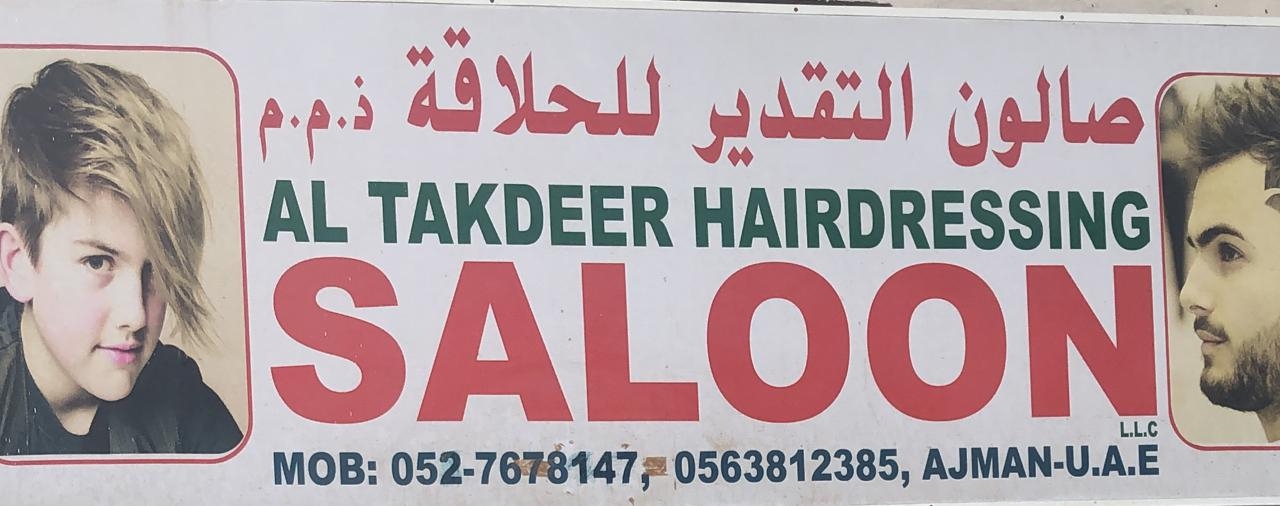 صالون التقدير للحلاقة ذ.م.م
AL TAKDEER HAIRDRESSING
SALOON
L.L.C
MOB: 052-7678147, 0563812385, AJMAN-U.A.E